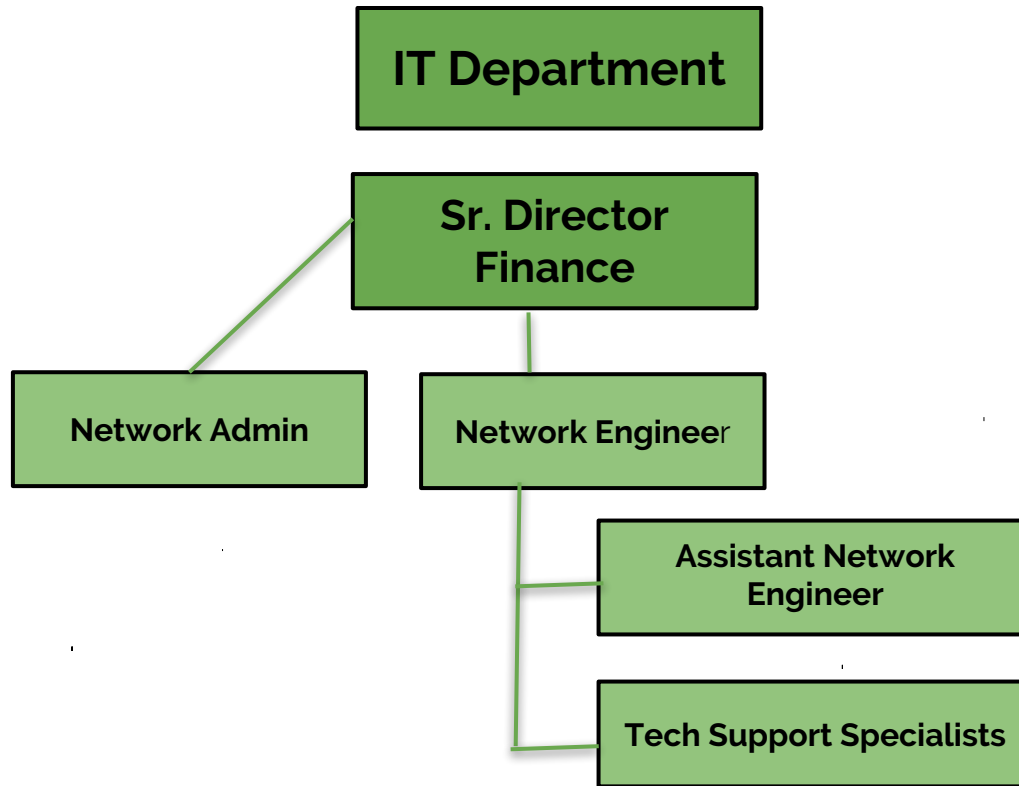 IT Department
Sr. Director
Finance
Network Admin
Network Engineer
Assistant Network
Engineer
Tech Support Specialists